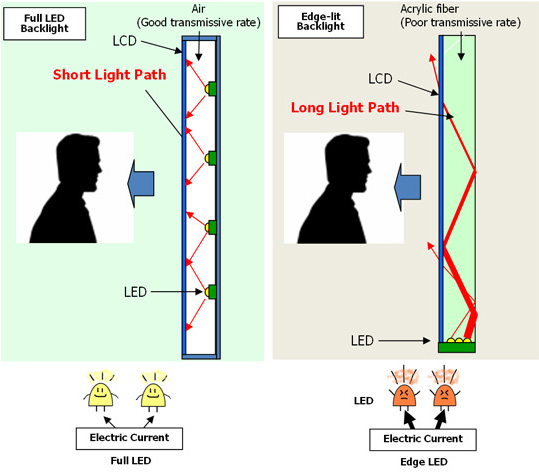 Full LED
Backlight
Air
(Good transmissive rate)
LCD
Short Light Path
LED
Electric Current
Full LED
Edge-lit
Backlight
Acrylic fiber
(Poor transmissive rate)
LCD
Long Light Path
LED
LED
Electric Current
Edge LED